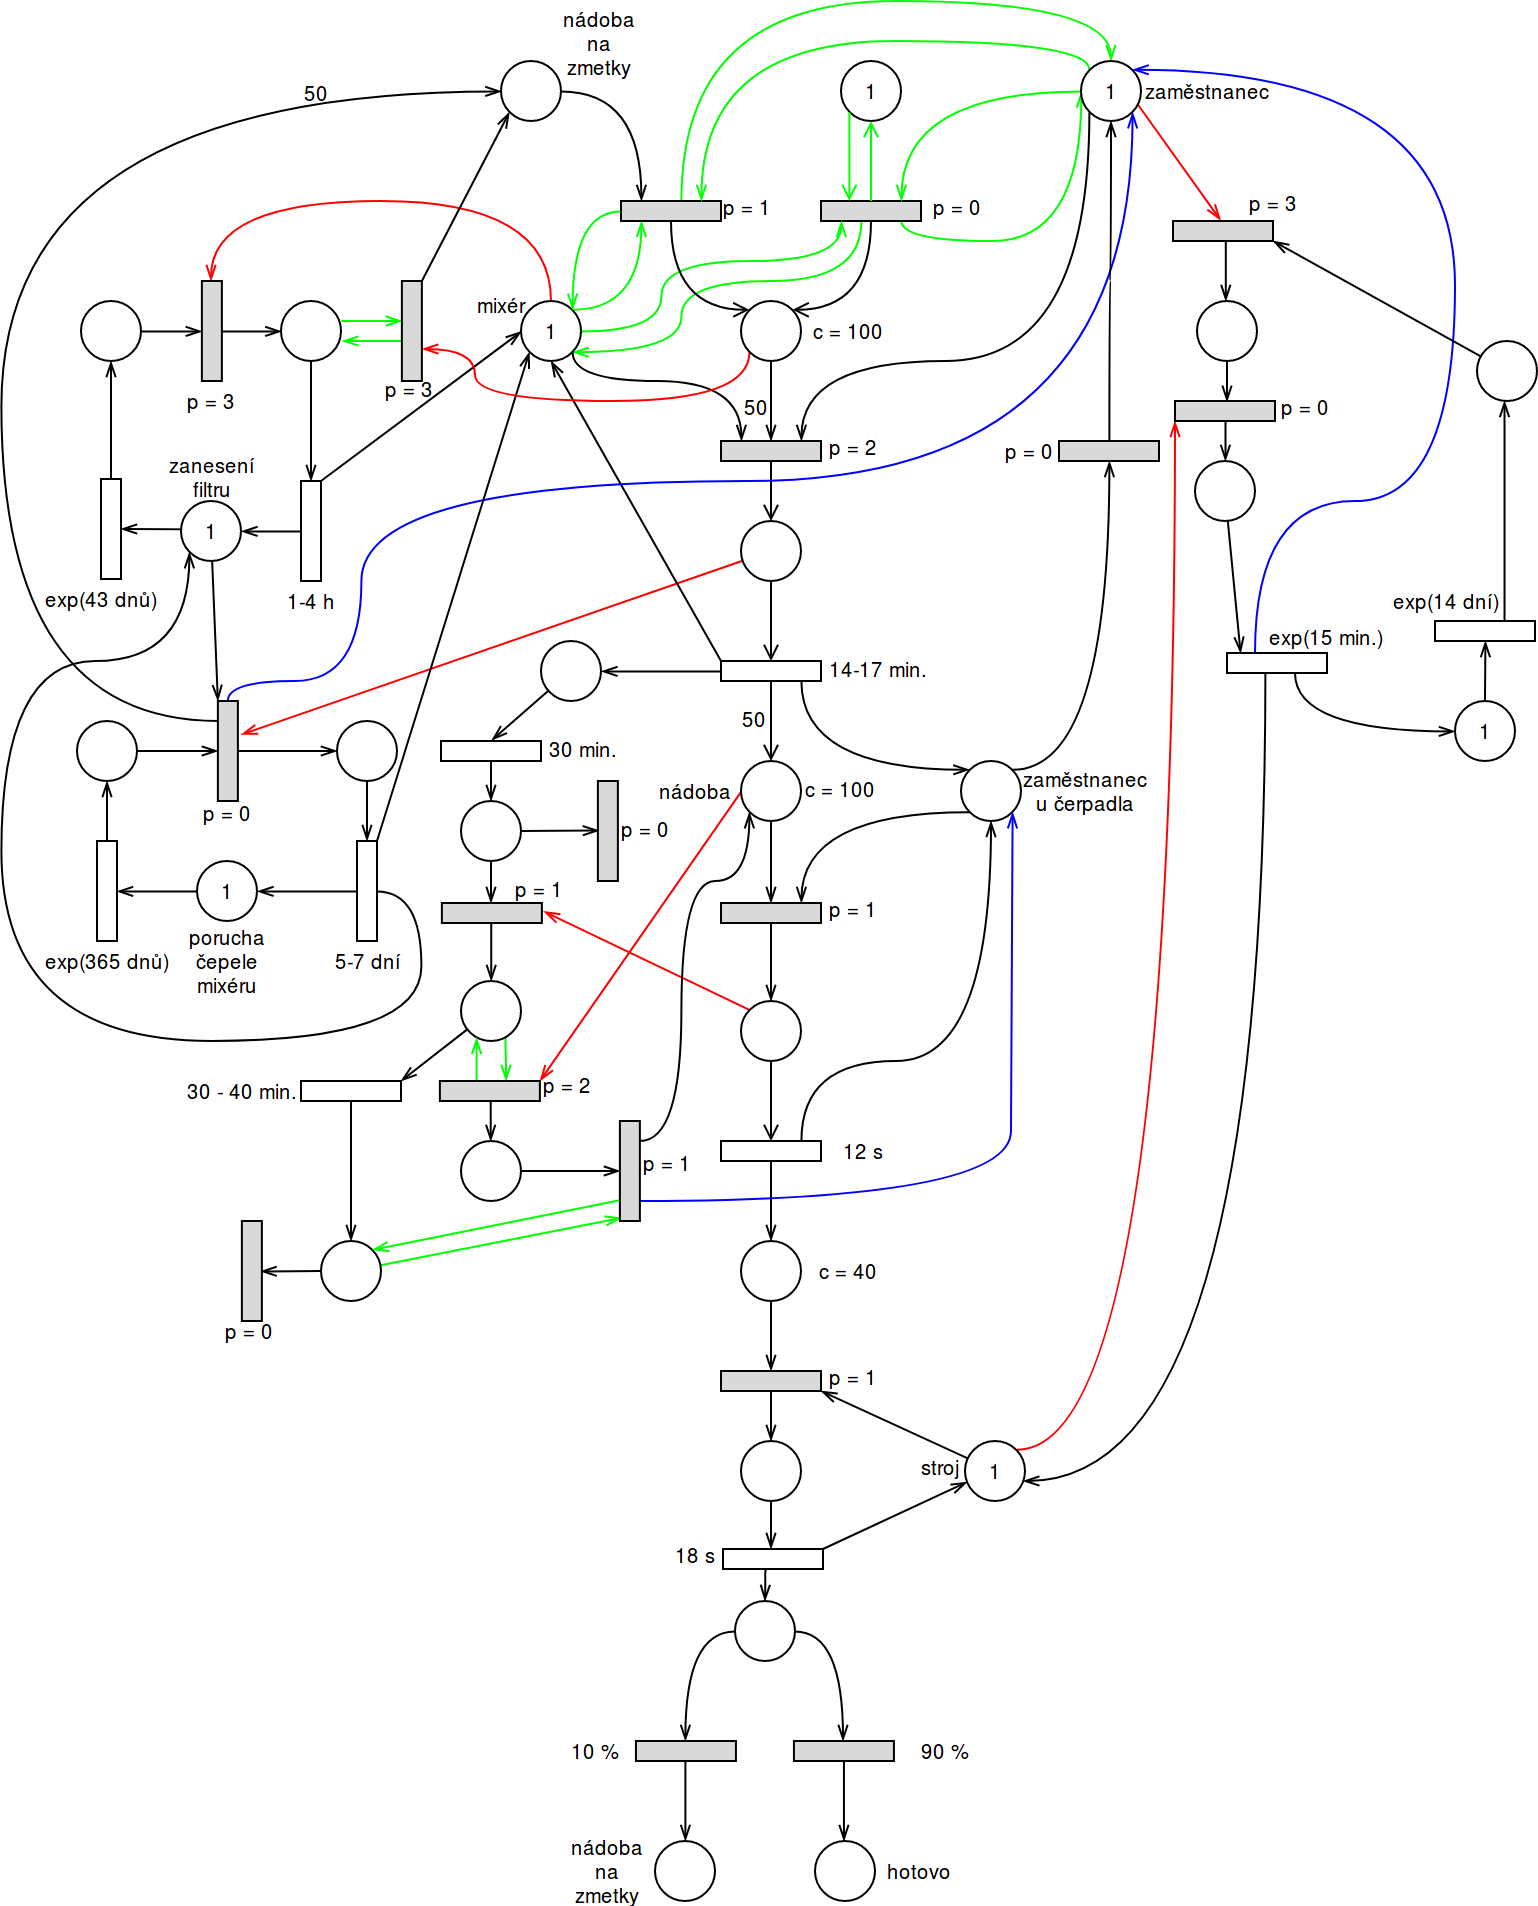 nádoba
na
zmetky
50
1
1
zaměstnanec
p = 1
p = 0
p = 3
mixér
1
c = 100
p = 3
p = 3
50
p = 2
p = 0
p = 0
zanesení
filtru
1
exp(43 dnů)
1-4 h
exp(14 dní)
exp(15 min.)
14-17 min.
50
30 min.
1
nádoba
c = 100
zaměstnanec
u čerpadla
p = 0
p = 0
1
p = 1
p = 1
porucha
čepele
mixéru
exp(365 dnů)
5-7 dní
30 - 40 min.
p = 2
p = 1
12 s
c = 40
p = 0
p = 1
stroj
1
18 s
10 %
90 %
nádoba
na
zmetky
hotovo